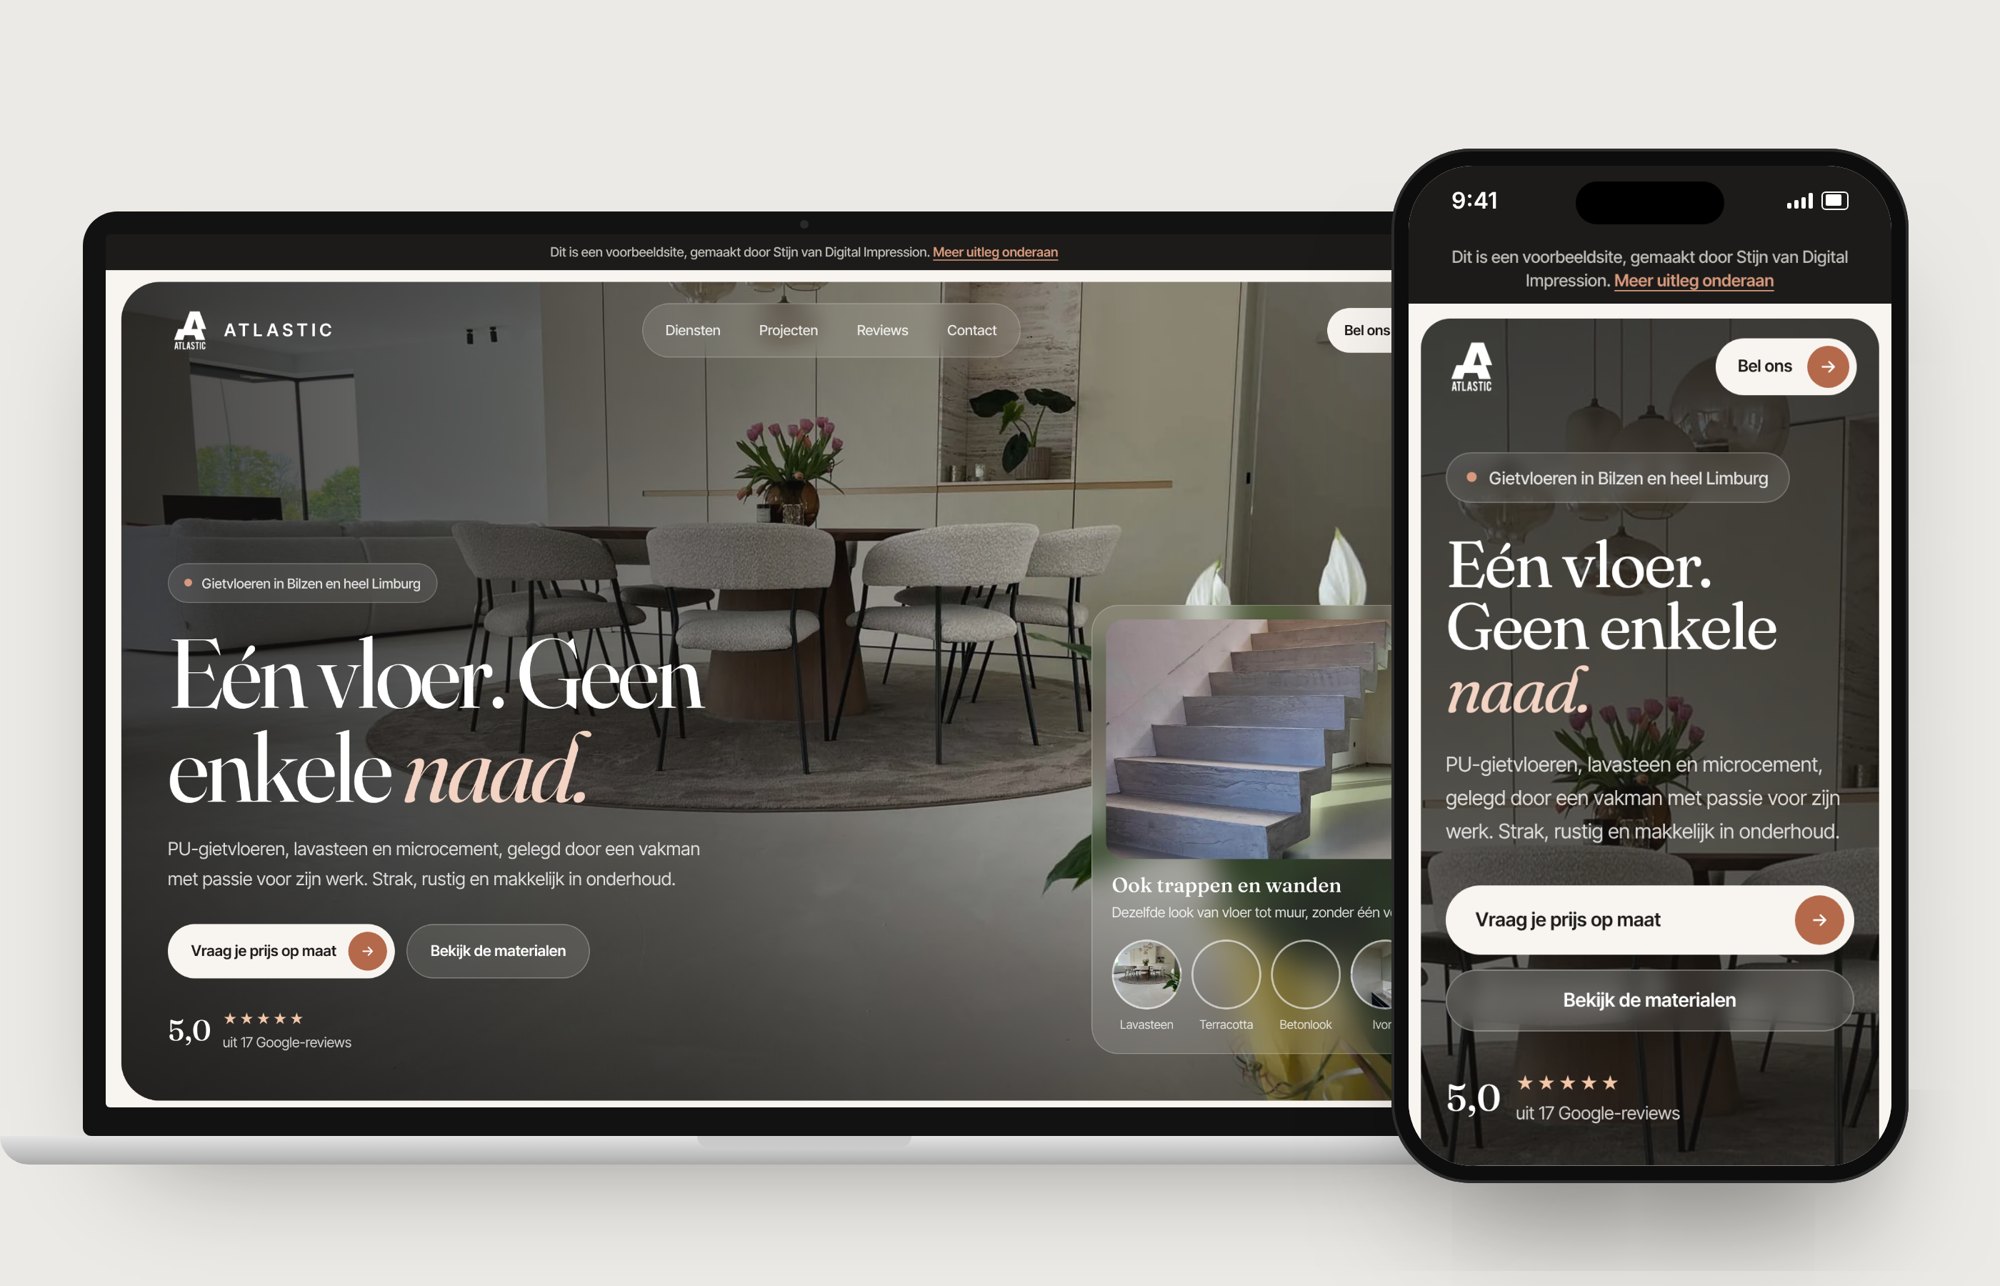 Dit is een voorbeeldsite, gemaakt door Stijn van Digital Impression. Meer uitleg onderaan
ATLASTIC
ATLASTIC
Diensten
Projecten
Reviews
Contact
Bel ons
Gietvloeren in Bilzen en heel Limburg
Eén vloer. Geen
enkele naad.
PU-gietvloeren, lavasteen en microcement, gelegd door een vakman
met passie voor zijn werk. Strak, rustig en makkelijk in onderhoud.
Vraag je prijs op maat
Bekijk de materialen
5,0
★★★★★
uit 17 Google-reviews
Ook trappen en wanden
Dezelfde look van vloer tot muur, zonder één
Lavasteen
Terracotta
Betonlook
9:41
Dit is een voorbeeldsite, gemaakt door Stijn van Digital
Impression. Meer uitleg onderaan
ATLASTIC
Bel ons
Gietvloeren in Bilzen en heel Limburg
Eén vloer.
Geen enkele
naad.
PU-gietvloeren, lavasteen en microcement,
gelegd door een vakman met passie voor zijn
werk. Strak, rustig en makkelijk in onderhoud.
Vraag je prijs op maat
Bekijk de materialen
5,0
★★★★★
uit 17 Google-reviews